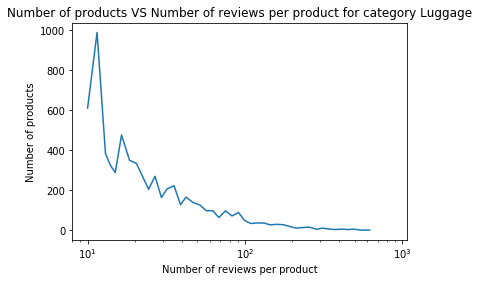 Number of products VS Number of reviews per product for category Luggage
1000
800
600
400
200
0
Number of products
10¹ 10² 10³
Number of reviews per product